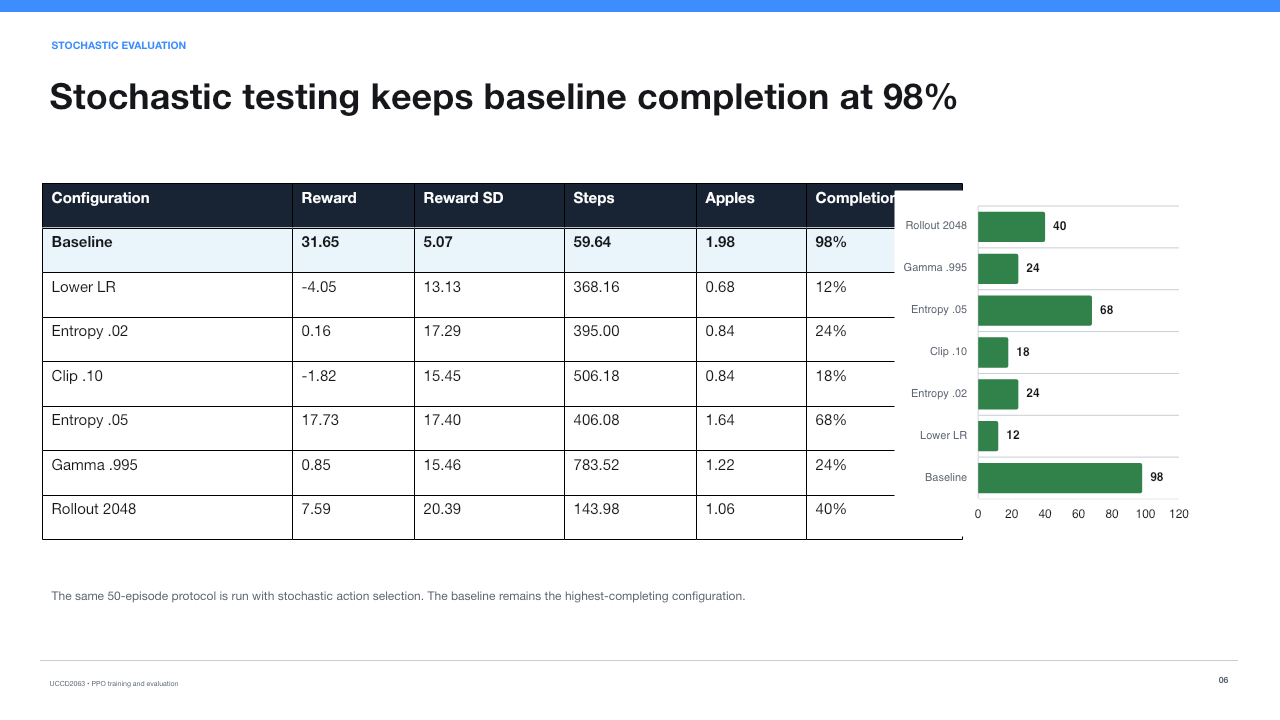 STOCHASTIC EVALUATION
Stochastic testing keeps baseline completion at 98%
Configuration Reward Reward SD Steps Apples Completion
Baseline 31.65 5.07 59.64 1.98 98%
Lower LR -4.05 13.13 368.16 0.68 12%
Entropy .02 0.16 17.29 395.00 0.84 24%
Clip .10 -1.82 15.45 506.18 0.84 18%
Entropy .05 17.73 17.40 406.08 1.64 68%
Gamma .995 0.85 15.46 783.52 1.22 24%
Rollout 2048 7.59 20.39 143.98 1.06 40%
Rollout 2048 40
Gamma .995 24
Entropy .05 68
Clip .10 18
Entropy .02 24
Lower LR 12
Baseline 98
0 20 40 60 80 100 120
The same 50-episode protocol is run with stochastic action selection. The baseline remains the highest-completing configuration.
UCCD2063 • PPO training and evaluation
06